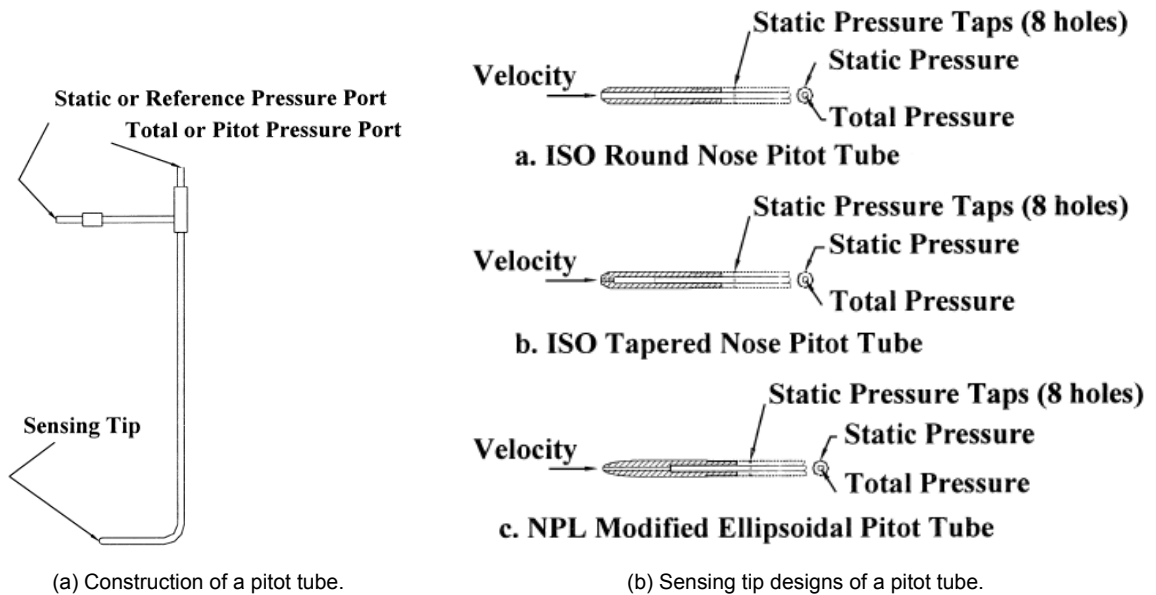 Static or Reference Pressure Port
Total or Pitot Pressure Port
Sensing Tip
(a) Construction of a pitot tube.
Static Pressure Taps (8 holes)
Velocity
Static Pressure
Total Pressure
a. ISO Round Nose Pitot Tube
Static Pressure Taps (8 holes)
Velocity
Static Pressure
Total Pressure
b. ISO Tapered Nose Pitot Tube
Static Pressure Taps (8 holes)
Velocity
Static Pressure
Total Pressure
c. NPL Modified Ellipsoidal Pitot Tube
(b) Sensing tip designs of a pitot tube.